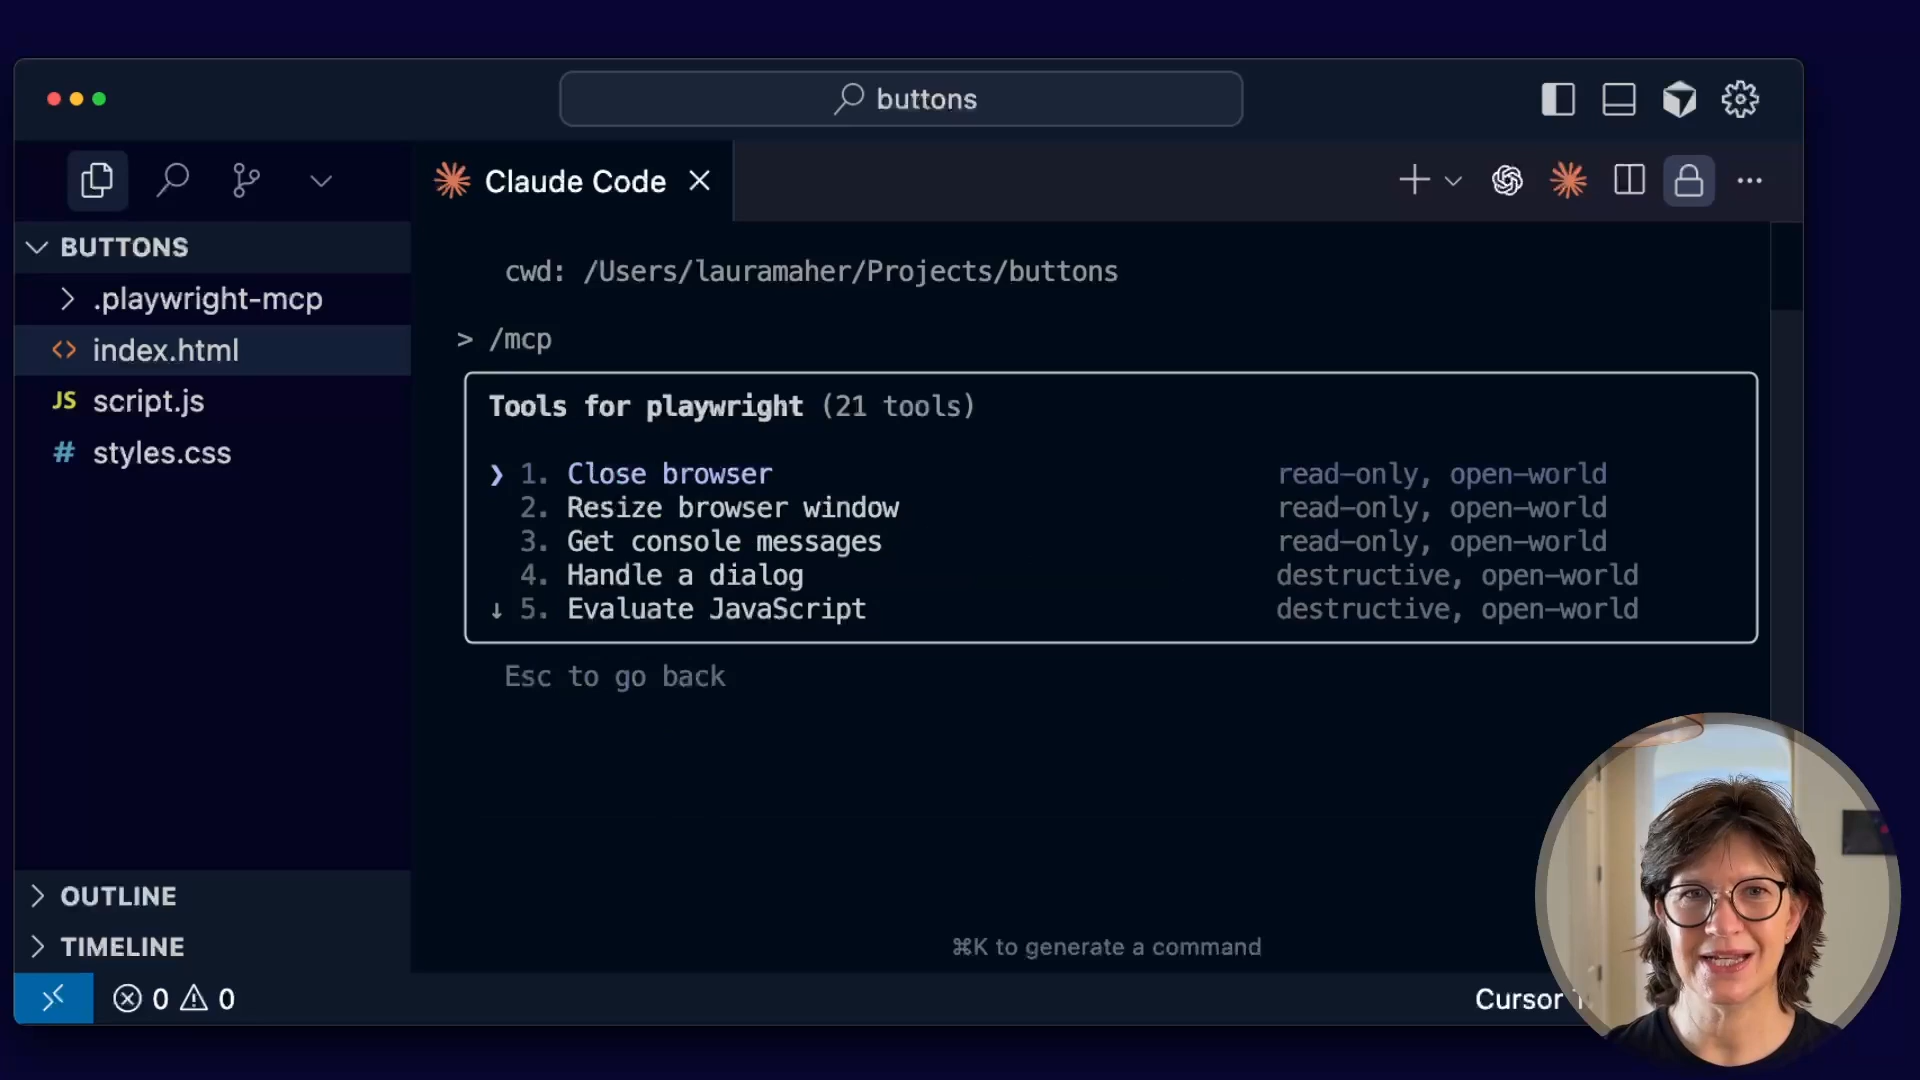 buttons
Claude Code
BUTTONS
.playwright-mcp
index.html
JS script.js
# styles.css
cwd: /Users/lauramaher/Projects/buttons
> /mcp
Tools for playwright (21 tools)
❯ 1. Close browser read-only, open-world
2. Resize browser window read-only, open-world
3. Get console messages read-only, open-world
4. Handle a dialog destructive, open-world
↓ 5. Evaluate JavaScript destructive, open-world
Esc to go back
OUTLINE
TIMELINE
⌘K to generate a command
0 0
Cursor